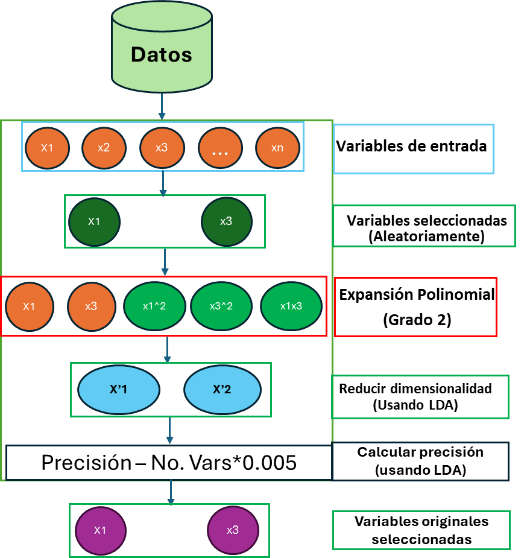 Datos
X1 x2 x3 ... xn
Variables de entrada
X1 x3
Variables seleccionadas
(Aleatoriamente)
X1 x3 x1^2 x3^2 x1x3
Expansión Polinomial
(Grado 2)
X'1 X'2
Reducir dimensionalidad
(Usando LDA)
Precisión – No. Vars*0.005
Calcular precisión
(usando LDA)
X1 x3
Variables originales
seleccionadas